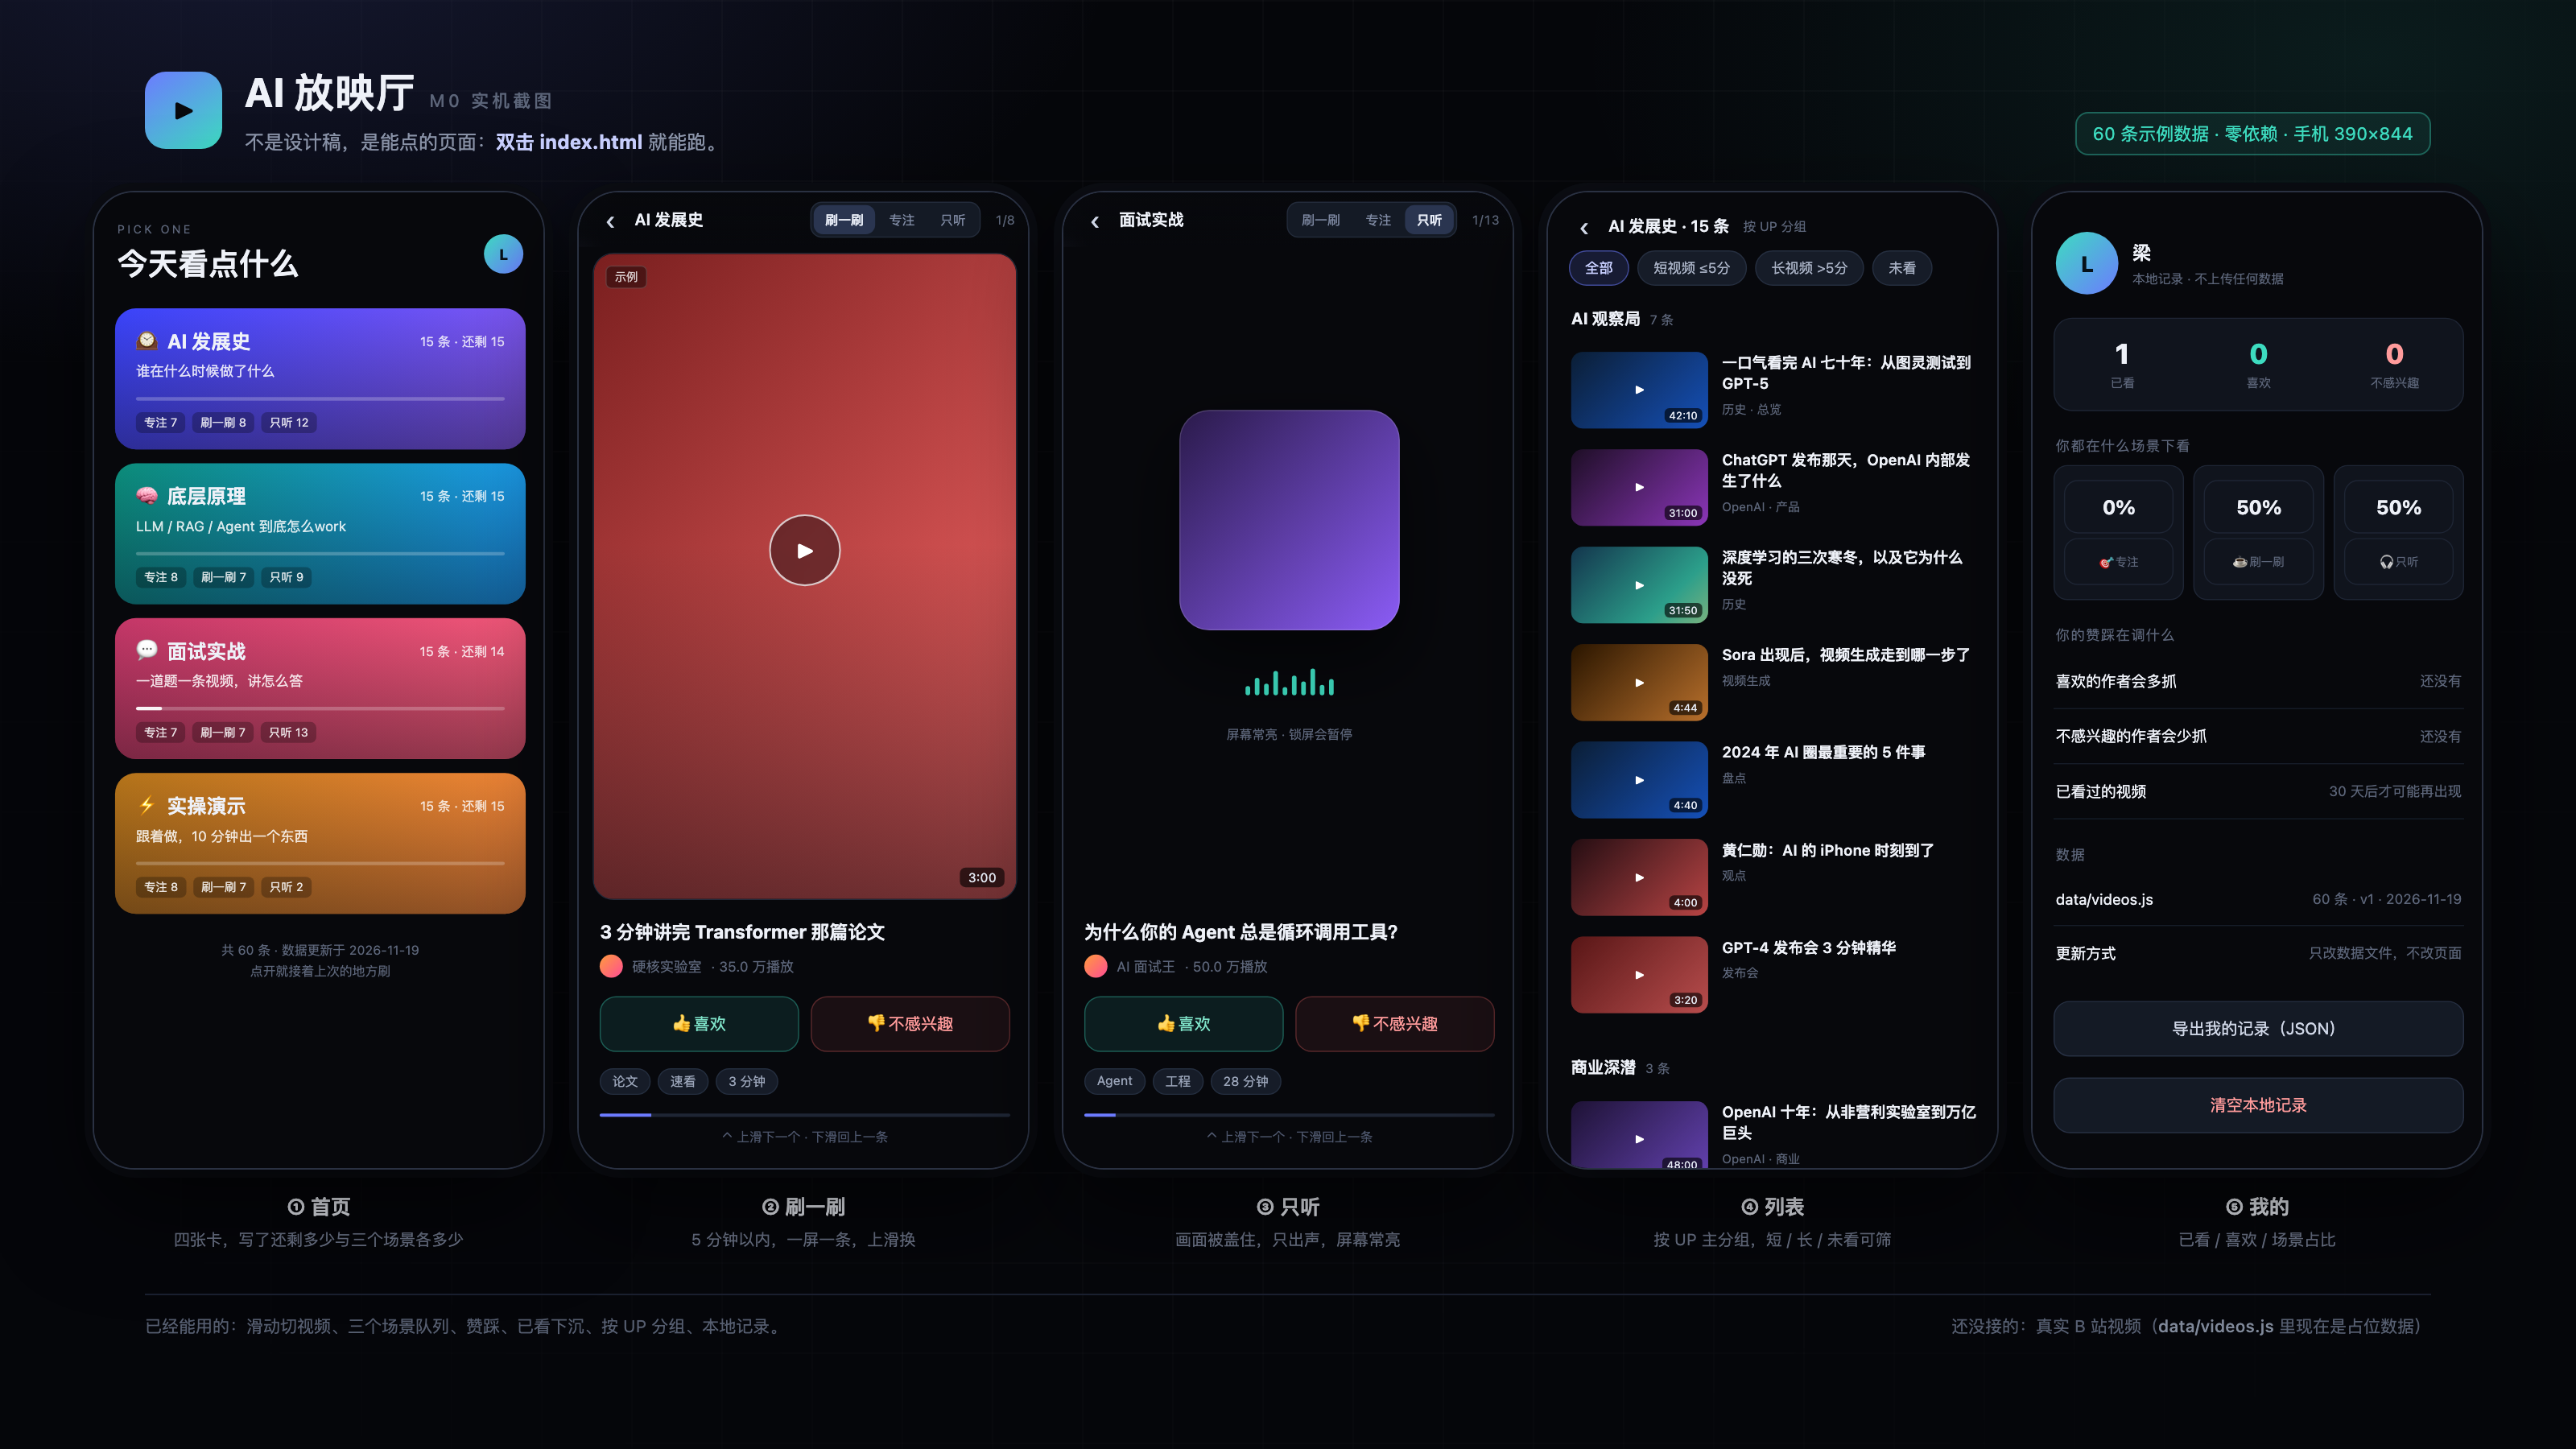 AI 放映厅 M0 实机截图
不是设计稿，是能点的页面：双击 index.html 就能跑。
60 条示例数据 · 零依赖 · 手机 390×844
PICK ONE
今天看点什么
L
🕰️ AI 发展史 15 条 · 还剩 15
谁在什么时候做了什么
专注 7 刷一刷 8 只听 12
🧠 底层原理 15 条 · 还剩 15
LLM / RAG / Agent 到底怎么work
专注 8 刷一刷 7 只听 9
💬 面试实战 15 条 · 还剩 14
一道题一条视频，讲怎么答
专注 7 刷一刷 7 只听 13
⚡ 实操演示 15 条 · 还剩 15
跟着做，10 分钟出一个东西
专注 8 刷一刷 7 只听 2
共 60 条 · 数据更新于 2026-11-19
点开就接着上次的地方刷
① 首页
四张卡，写了还剩多少与三个场景各多少
‹ AI 发展史 刷一刷 专注 只听 1/8
示例
3:00
3 分钟讲完 Transformer 那篇论文
硬核实验室 · 35.0 万播放
👍喜欢 👎不感兴趣
论文 速看 3 分钟
^ 上滑下一个 · 下滑回上一条
② 刷一刷
5 分钟以内，一屏一条，上滑换
‹ 面试实战 刷一刷 专注 只听 1/13
屏幕常亮 · 锁屏会暂停
为什么你的 Agent 总是循环调用工具？
AI 面试王 · 50.0 万播放
👍喜欢 👎不感兴趣
Agent 工程 28 分钟
^ 上滑下一个 · 下滑回上一条
③ 只听
画面被盖住，只出声，屏幕常亮
‹ AI 发展史 · 15 条 按 UP 分组
全部 短视频 ≤5分 长视频 >5分 未看
AI 观察局 7 条
一口气看完 AI 七十年：从图灵测试到
GPT-5
历史 · 总览
42:10
ChatGPT 发布那天，OpenAI 内部发
生了什么
OpenAI · 产品
31:00
深度学习的三次寒冬，以及它为什么
没死
历史
31:50
Sora 出现后，视频生成走到哪一步了
视频生成
4:44
2024 年 AI 圈最重要的 5 件事
盘点
4:40
黄仁勋：AI 的 iPhone 时刻到了
观点
4:00
GPT-4 发布会 3 分钟精华
发布会
3:20
商业深潜 3 条
OpenAI 十年：从非营利实验室到万亿
巨头
OpenAI · 商业
48:00
④ 列表
按 UP 主分组，短 / 长 / 未看可筛
L
梁
本地记录 · 不上传任何数据
1 0 0
已看 喜欢 不感兴趣
你都在什么场景下看
0% 50% 50%
🎯专注 ☕刷一刷 🎧只听
你的赞踩在调什么
喜欢的作者会多抓 还没有
不感兴趣的作者会少抓 还没有
已看过的视频 30 天后才可能再出现
数据
data/videos.js 60 条 · v1 · 2026-11-19
更新方式 只改数据文件，不改页面
导出我的记录（JSON）
清空本地记录
⑤ 我的
已看 / 喜欢 / 场景占比
已经能用的：滑动切视频、三个场景队列、赞踩、已看下沉、按 UP 分组、本地记录。
还没接的：真实 B 站视频（data/videos.js 里现在是占位数据）